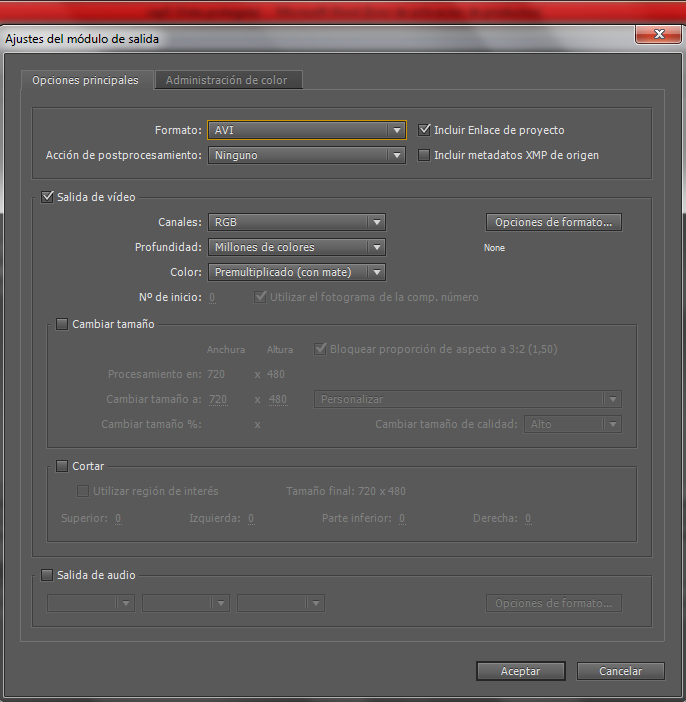 Ajustes del módulo de salida
Opciones principales Administración de color
Formato: AVI Incluir Enlace de proyecto
Acción de postprocesamiento: Ninguno Incluir metadatos XMP de origen
Salida de vídeo
Canales: RGB Opciones de formato...
Profundidad: Millones de colores None
Color: Premultiplicado (con mate)
Nº de inicio: 0 Utilizar el fotograma de la comp. número
Cambiar tamaño
Anchura Altura Bloquear proporción de aspecto a 3:2 (1,50)
Procesamiento en: 720 x 480
Cambiar tamaño a: 720 x 480 Personalizar
Cambiar tamaño %: x Cambiar tamaño de calidad: Alto
Cortar
Utilizar región de interés Tamaño final: 720 x 480
Superior: 0 Izquierda: 0 Parte inferior: 0 Derecha: 0
Salida de audio
Opciones de formato...
Aceptar Cancelar